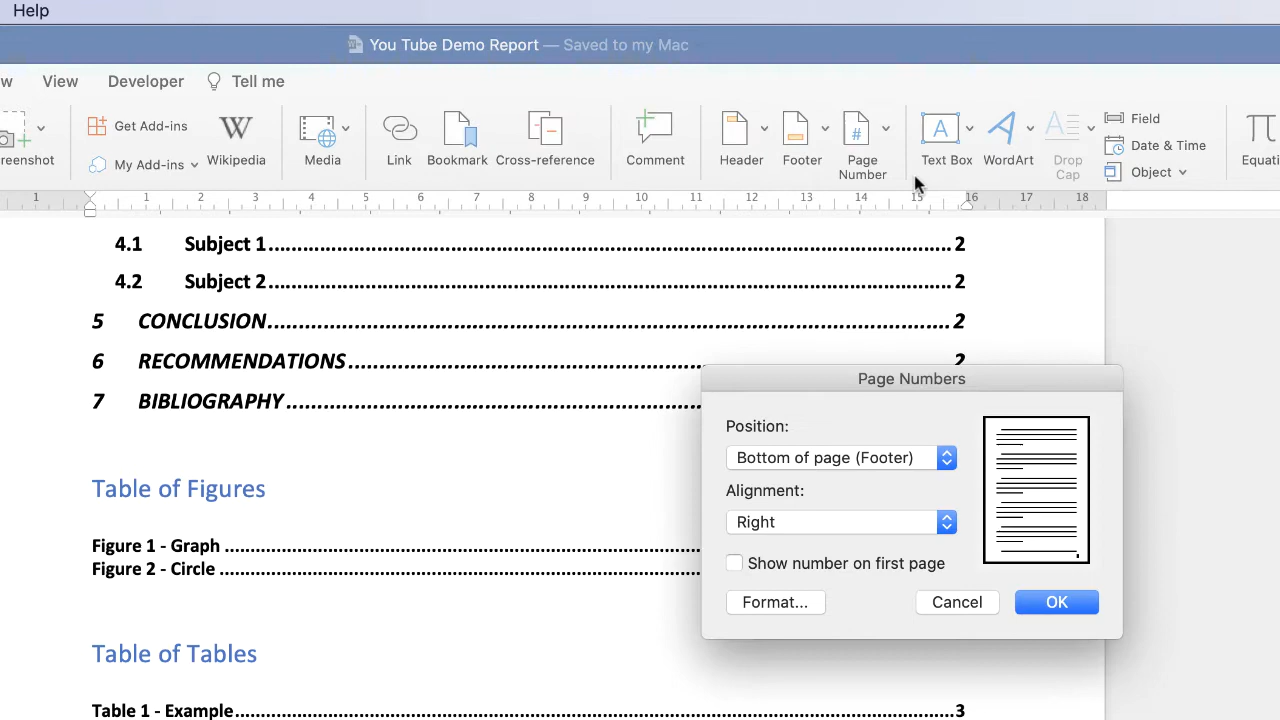 Help
You Tube Demo Report — Saved to my Mac
w View Developer Tell me
reenshot Get Add-ins My Add-ins Wikipedia Media Link Bookmark Cross-reference Comment Header # Footer Page Number A Text Box WordArt Drop Cap Field Date & Time Object Equat
1 1 2 3 4 5 6 7 8 9 10 11 12 13 14 15 16 17 18
4.1 Subject 1 2
4.2 Subject 2 2
5 CONCLUSION 2
6 RECOMMENDATIONS 2
7 BIBLIOGRAPHY
Table of Figures
Figure 1 - Graph
Figure 2 - Circle
Table of Tables
Table 1 - Example 3
Page Numbers
Position:
Bottom of page (Footer)
Alignment:
Right
Show number on first page
Format... Cancel OK